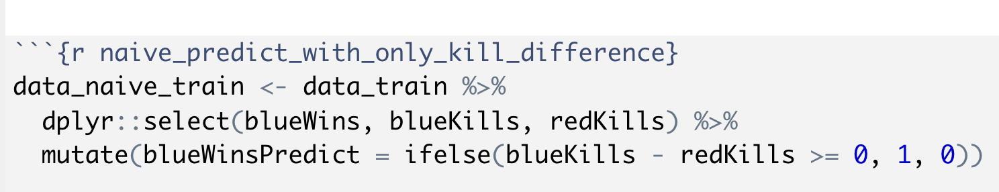 ```{r naive_predict_with_only_kill_difference}
data_naive_train <- data_train %>%
  dplyr::select(blueWins, blueKills, redKills) %>%
  mutate(blueWinsPredict = ifelse(blueKills - redKills >= 0, 1, 0))